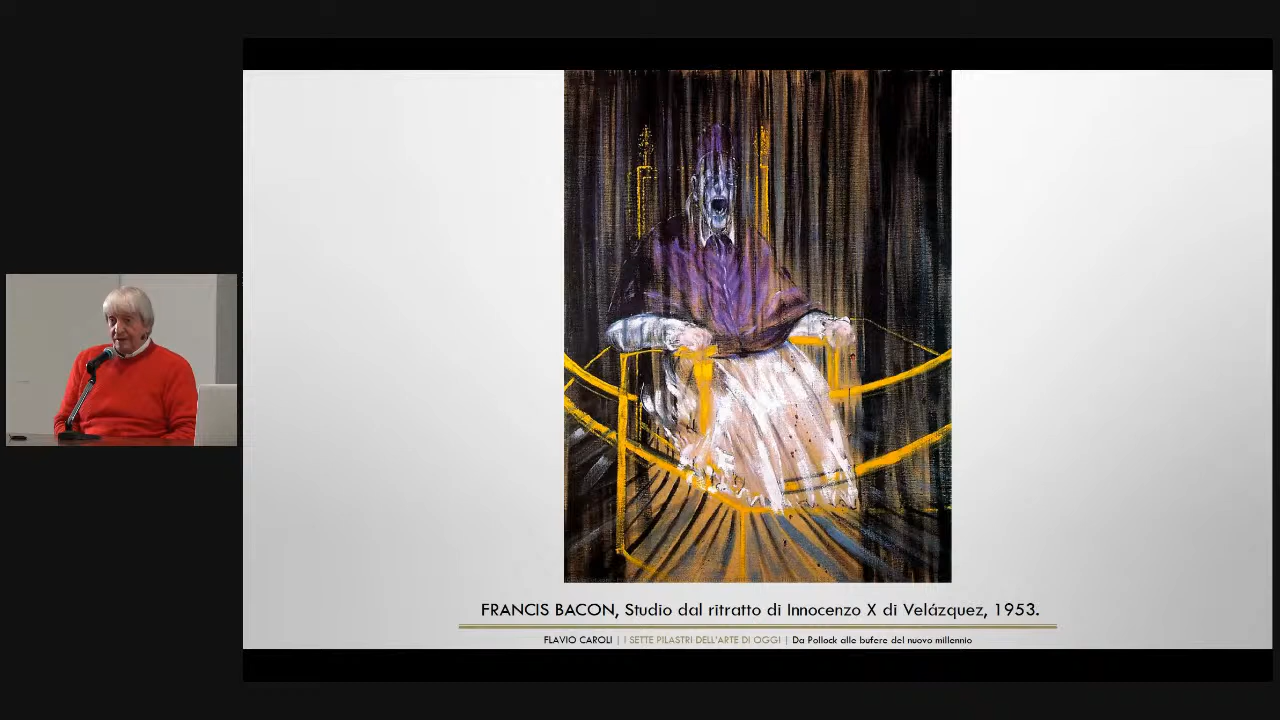 FRANCIS BACON, Studio dal ritratto di Innocenzo X di Velázquez, 1953.
FLAVIO CAROLI | I SETTE PILASTRI DELL'ARTE DI OGGI | Da Pollock alle bufere del nuovo millennio